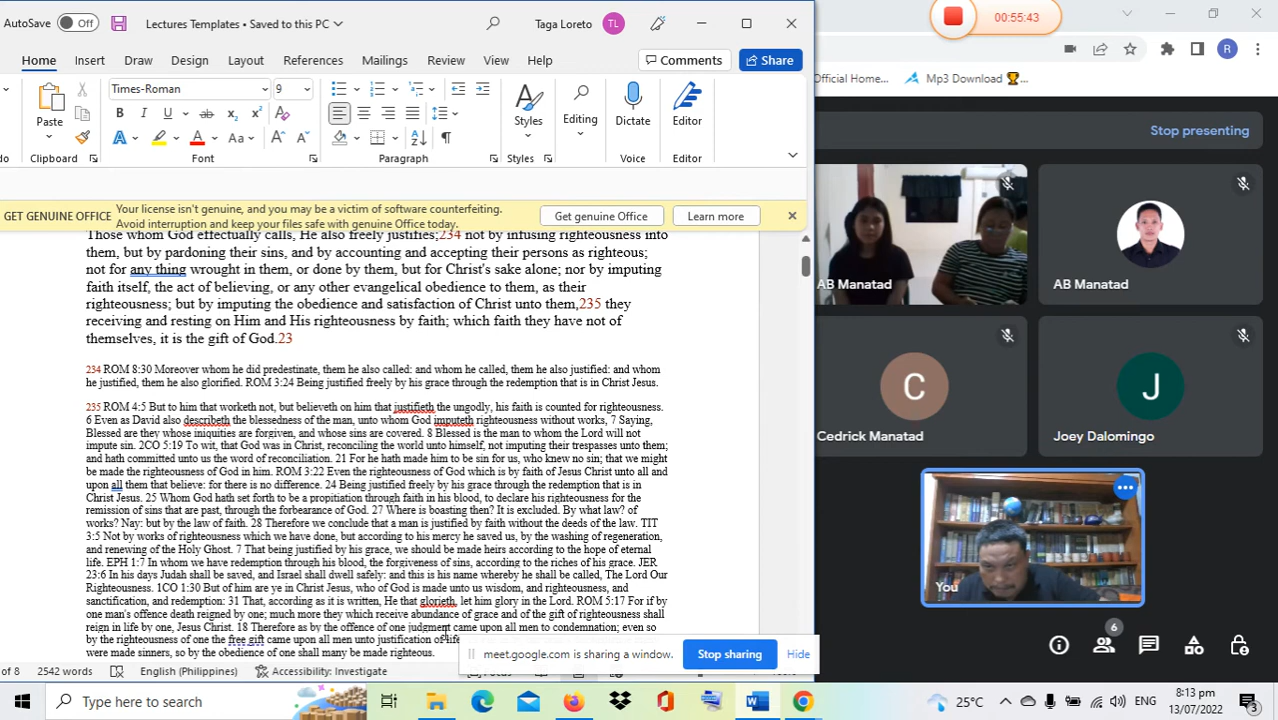 AutoSave Off Lectures Templates • Saved to this PC Taga Loreto TL
00:55:43
Home Insert Draw Design Layout References Mailings Review View Help Comments Share
R
Times-Roman 9
Official Home... Mp3 Download
Paste Styles Editing Dictate Editor
Stop presenting
Clipboard Font Paragraph Styles Voice Editor
GET GENUINE OFFICE Your license isn't genuine, and you may be a victim of software counterfeiting.
Avoid interruption and keep your files safe with genuine Office today. Get genuine Office Learn more
Those whom God effectually calls, He also freely justifies;234 not by infusing righteousness into
them, but by pardoning their sins, and by accounting and accepting their persons as righteous;
not for any thing wrought in them, or done by them, but for Christ's sake alone; nor by imputing
faith itself, the act of believing, or any other evangelical obedience to them, as their
righteousness; but by imputing the obedience and satisfaction of Christ unto them,235 they
receiving and resting on Him and His righteousness by faith; which faith they have not of
themselves, it is the gift of God.23
234 ROM 8:30 Moreover whom he did predestinate, them he also called: and whom he called, them he also justified: and whom
he justified, them he also glorified. ROM 3:24 Being justified freely by his grace through the redemption that is in Christ Jesus.
235 ROM 4:5 But to him that worketh not, but believeth on him that justifieth the ungodly, his faith is counted for righteousness.
6 Even as David also describeth the blessedness of the man, unto whom God imputeth righteousness without works, 7 Saying,
Blessed are they whose iniquities are forgiven, and whose sins are covered. 8 Blessed is the man to whom the Lord will not
impute sin. 2CO 5:19 To wit, that God was in Christ, reconciling the world unto himself, not imputing their trespasses unto them;
and hath committed unto us the word of reconciliation. 21 For he hath made him to be sin for us, who knew no sin; that we might
be made the righteousness of God in him. ROM 3:22 Even the righteousness of God which is by faith of Jesus Christ unto all and
upon all them that believe: for there is no difference. 24 Being justified freely by his grace through the redemption that is in
Christ Jesus. 25 Whom God hath set forth to be a propitiation through faith in his blood, to declare his righteousness for the
remission of sins that are past, through the forbearance of God. 27 Where is boasting then? It is excluded. By what law? of
works? Nay: but by the law of faith. 28 Therefore we conclude that a man is justified by faith without the deeds of the law. TIT
3:5 Not by works of righteousness which we have done, but according to his mercy he saved us, by the washing of regeneration,
and renewing of the Holy Ghost. 7 That being justified by his grace, we should be made heirs according to the hope of eternal
life. EPH 1:7 In whom we have redemption through his blood, the forgiveness of sins, according to the riches of his grace. JER
23:6 In his days Judah shall be saved, and Israel shall dwell safely: and this is his name whereby he shall be called, The Lord Our
Righteousness. 1CO 1:30 But of him are ye in Christ Jesus, who of God is made unto us wisdom, and righteousness, and
sanctification, and redemption: 31 That, according as it is written, He that glorieth, let him glory in the Lord. ROM 5:17 For if by
one man's offence death reigned by one; much more they which receive abundance of grace and of the gift of righteousness shall
reign in life by one, Jesus Christ. 18 Therefore as by the offence of one judgment came upon all men to condemnation; even so
by the righteousness of one the free gift came upon all men unto justification of life
were made sinners, so by the obedience of one shall many be made righteous.
AB Manatad
AB Manatad
C
Cedrick Manatad
J
Joey Dalomingo
You
6
meet.google.com is sharing a window. Stop sharing Hide
of 8 2542 words Accessibility: Investigate
Type here to search
25°C ENG 8:13 pm
13/07/2022 3